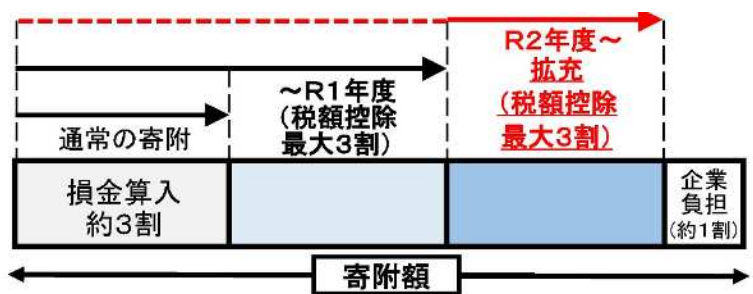 R2年度～
拡充
(税額控除
最大3割)
～R1年度
(税額控除
最大3割)
通常の寄附
損金算入
約3割
企業
負担
(約1割)
寄附額